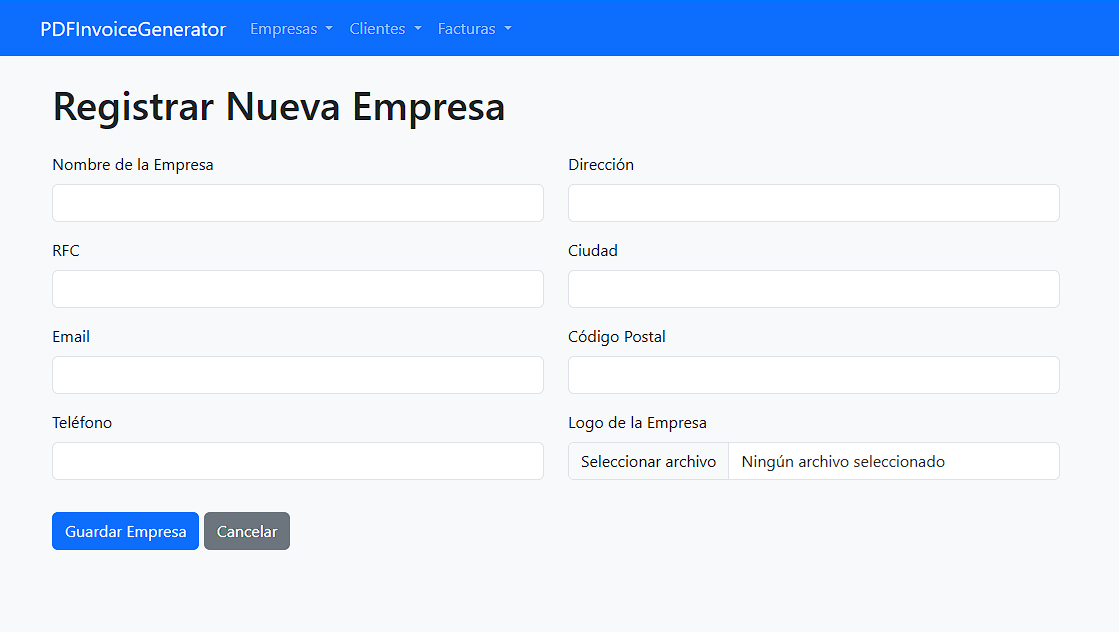 PDFInvoiceGenerator Empresas Clientes Facturas
Registrar Nueva Empresa
Nombre de la Empresa
Dirección
RFC
Ciudad
Email
Código Postal
Teléfono
Logo de la Empresa
Seleccionar archivo Ningún archivo seleccionado
Guardar Empresa Cancelar